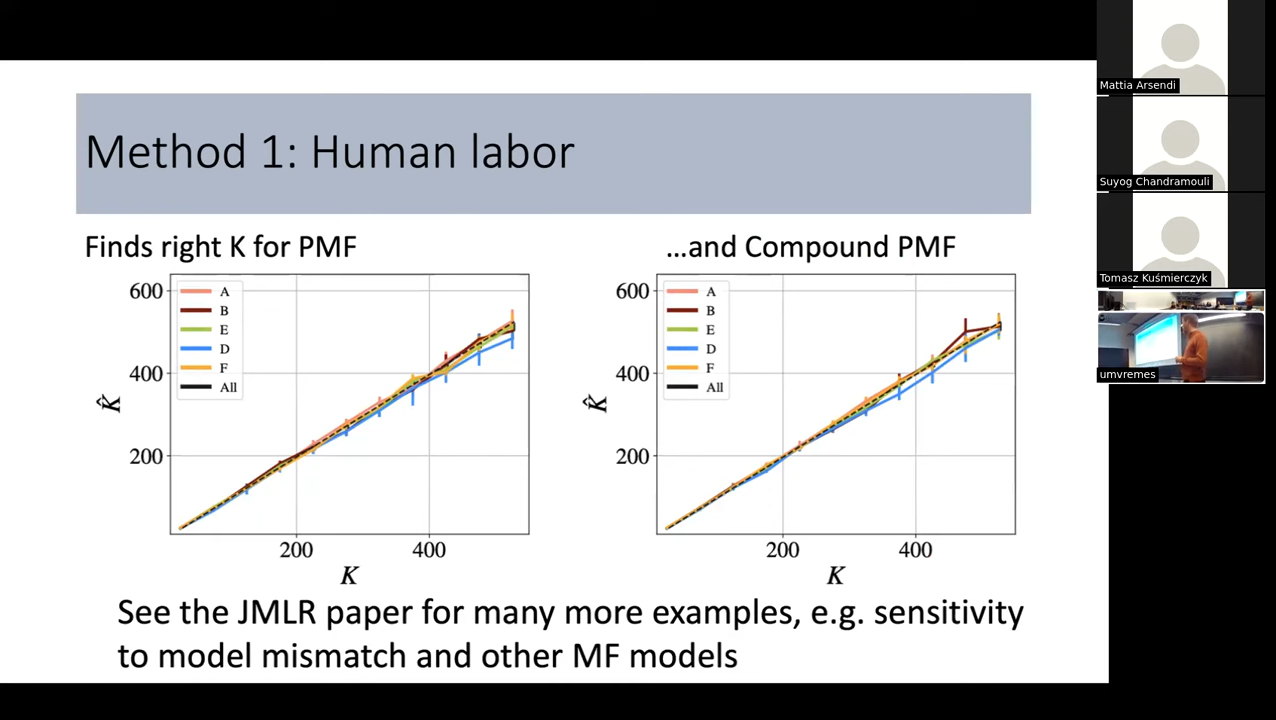 Method 1: Human labor
Finds right K for PMF
...and Compound PMF
600
400
200
K̂
A
B
E
D
F
All
200
400
K
600
400
200
K̂
A
B
E
D
F
All
200
400
K
See the JMLR paper for many more examples, e.g. sensitivity
to model mismatch and other MF models
Mattia Arsendi
Suyog Chandramouli
Tomasz Kuśmierczyk
umvremes